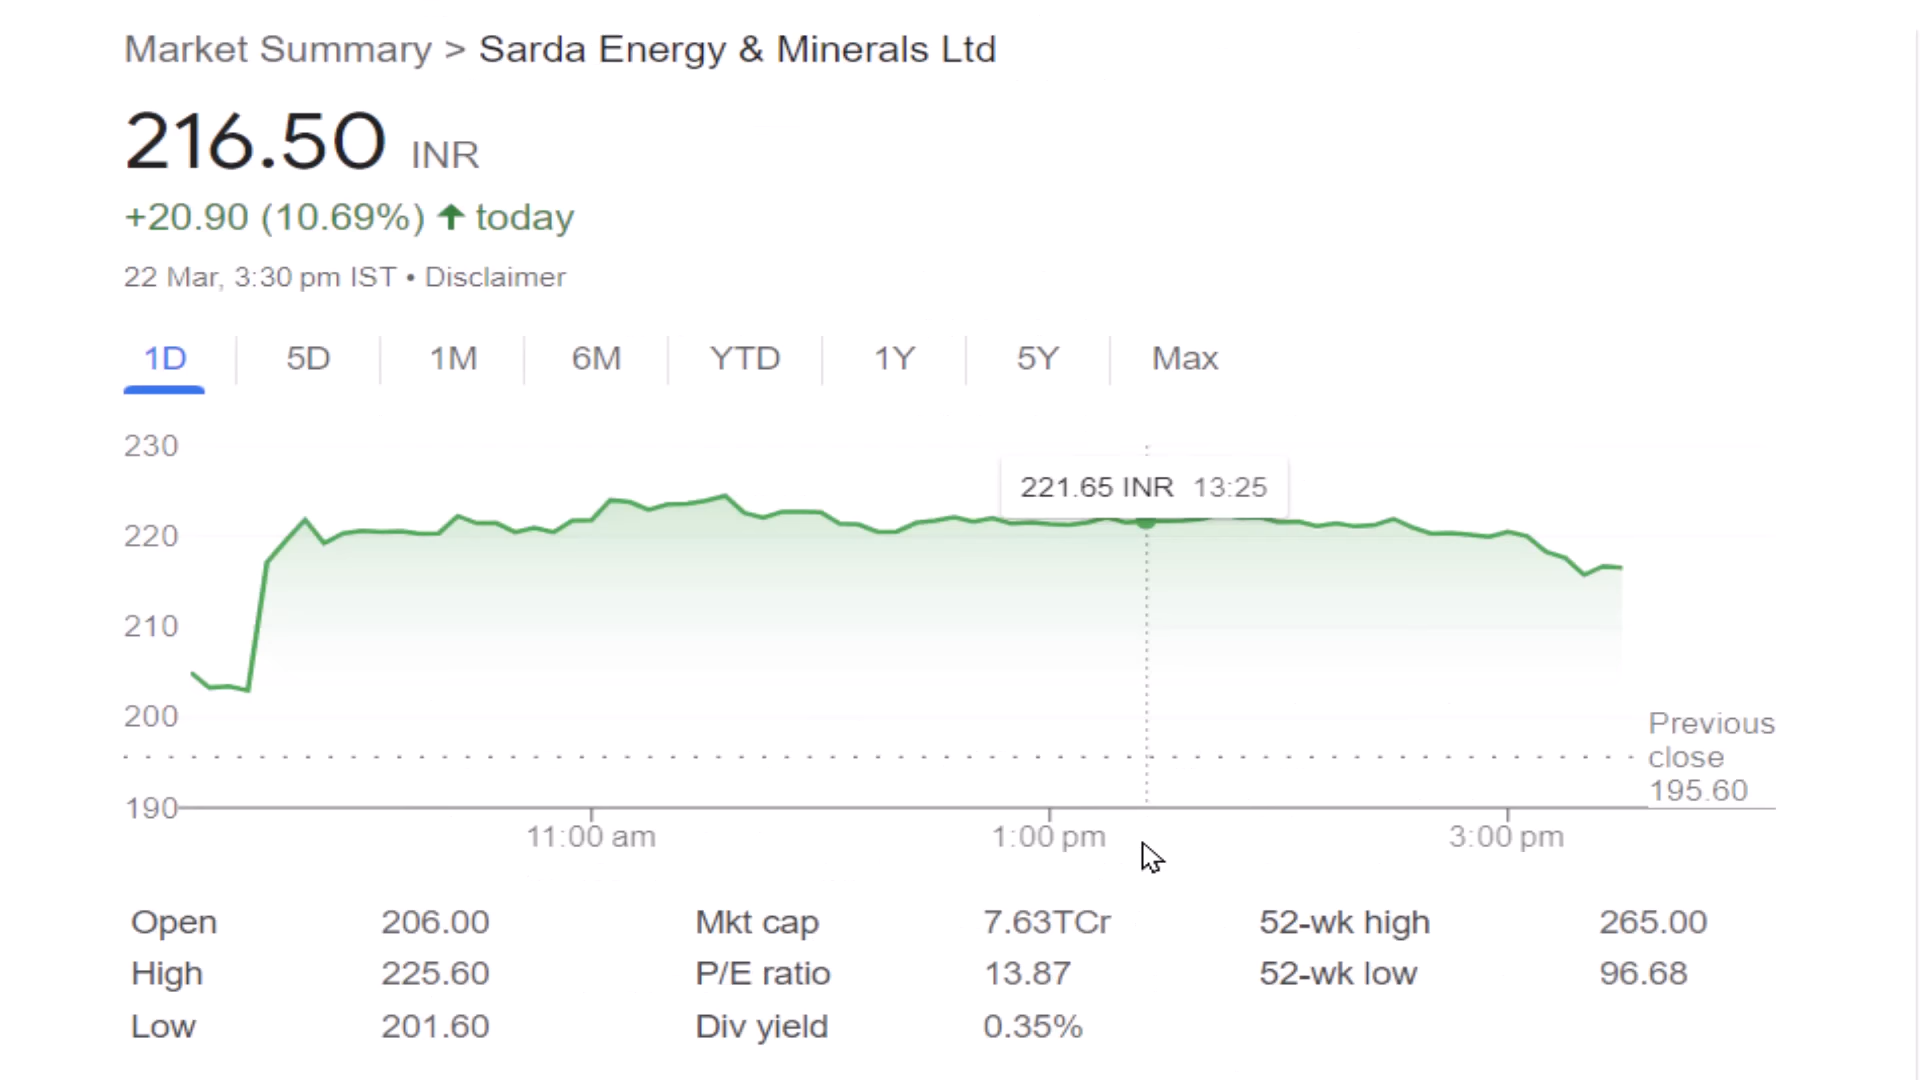 Market Summary > Sarda Energy & Minerals Ltd
216.50 INR
+20.90 (10.69%) ↑ today
22 Mar, 3:30 pm IST • Disclaimer
1D 5D 1M 6M YTD 1Y 5Y Max
230
221.65 INR 13:25
220
210
200
Previous
close
195.60
190
11:00 am 1:00 pm 3:00 pm
Open 206.00 Mkt cap 7.63TCr 52-wk high 265.00
High 225.60 P/E ratio 13.87 52-wk low 96.68
Low 201.60 Div yield 0.35%